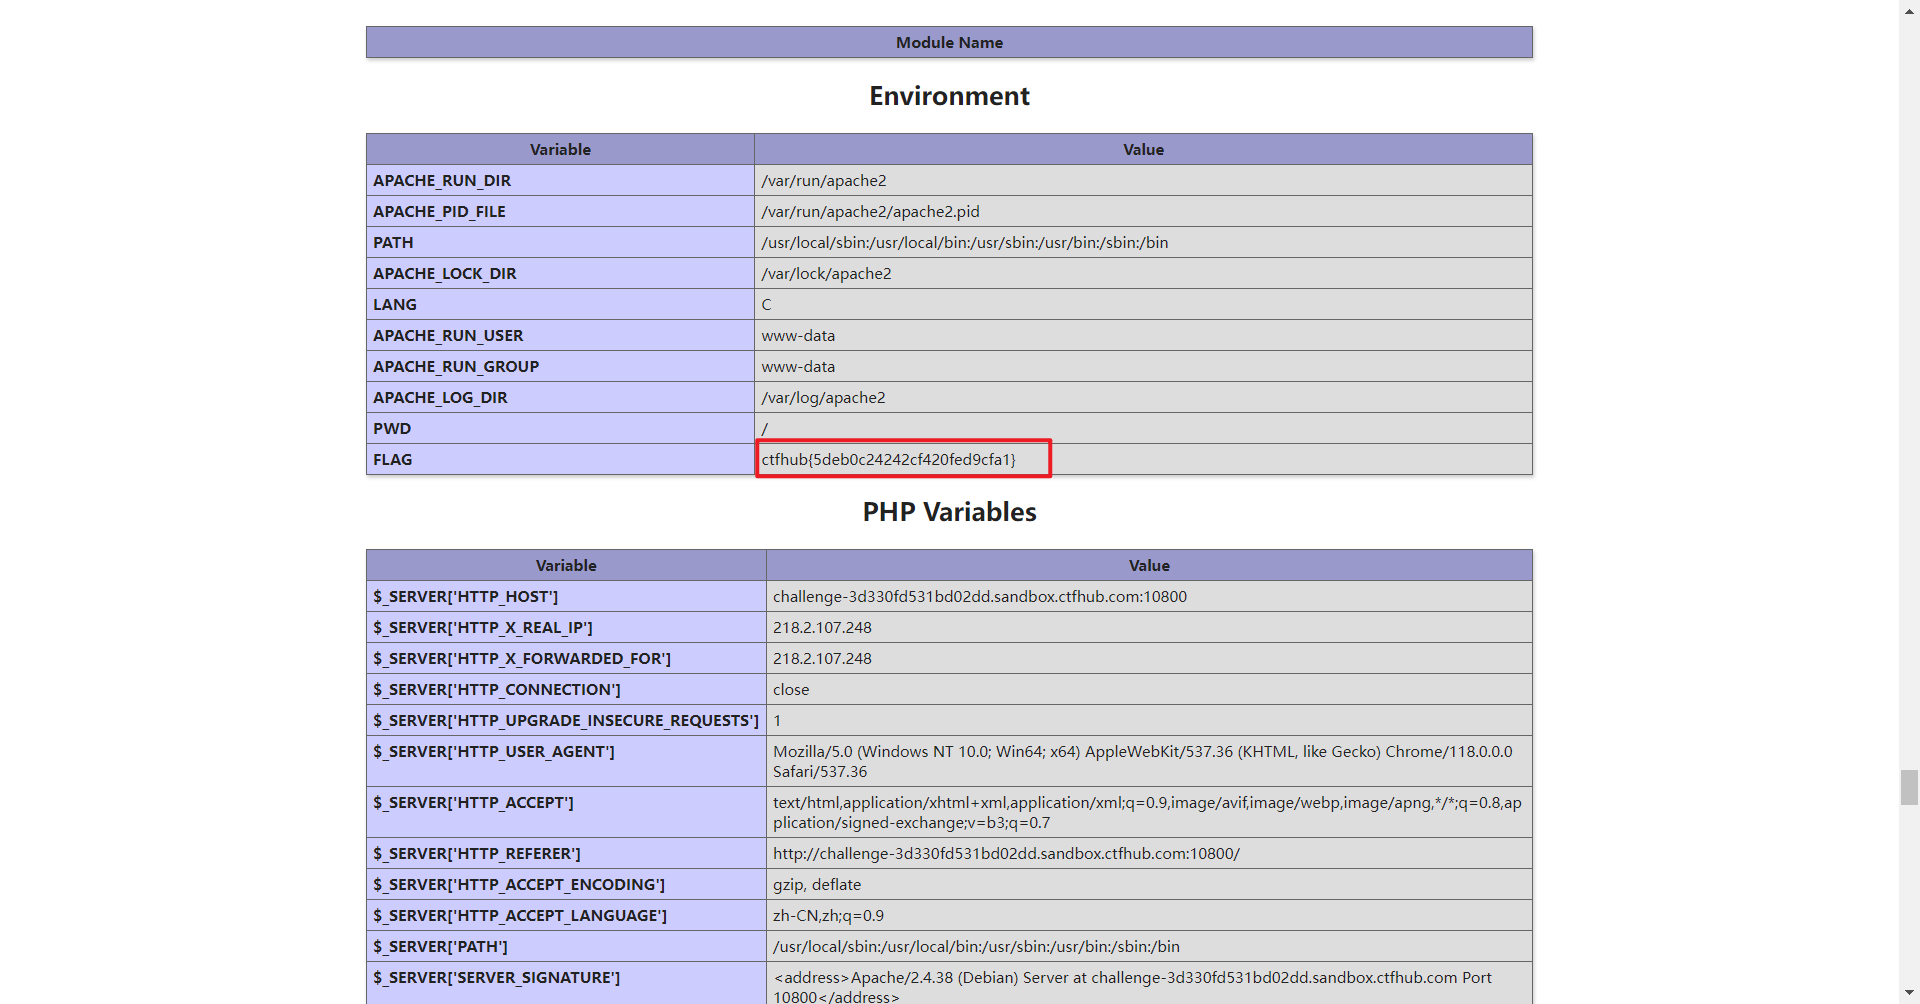 Module Name
Environment
Variable Value
APACHE_RUN_DIR /var/run/apache2
APACHE_PID_FILE /var/run/apache2/apache2.pid
PATH /usr/local/sbin:/usr/local/bin:/usr/sbin:/usr/bin:/sbin:/bin
APACHE_LOCK_DIR /var/lock/apache2
LANG C
APACHE_RUN_USER www-data
APACHE_RUN_GROUP www-data
APACHE_LOG_DIR /var/log/apache2
PWD /
FLAG ctfhub{5deb0c24242cf420fed9cfa1}
PHP Variables
Variable Value
$_SERVER['HTTP_HOST'] challenge-3d330fd531bd02dd.sandbox.ctfhub.com:10800
$_SERVER['HTTP_X_REAL_IP'] 218.2.107.248
$_SERVER['HTTP_X_FORWARDED_FOR'] 218.2.107.248
$_SERVER['HTTP_CONNECTION'] close
$_SERVER['HTTP_UPGRADE_INSECURE_REQUESTS'] 1
$_SERVER['HTTP_USER_AGENT'] Mozilla/5.0 (Windows NT 10.0; Win64; x64) AppleWebKit/537.36 (KHTML, like Gecko) Chrome/118.0.0.0
Safari/537.36
$_SERVER['HTTP_ACCEPT'] text/html,application/xhtml+xml,application/xml;q=0.9,image/avif,image/webp,image/apng,*/*;q=0.8,ap
plication/signed-exchange;v=b3;q=0.7
$_SERVER['HTTP_REFERER'] http://challenge-3d330fd531bd02dd.sandbox.ctfhub.com:10800/
$_SERVER['HTTP_ACCEPT_ENCODING'] gzip, deflate
$_SERVER['HTTP_ACCEPT_LANGUAGE'] zh-CN,zh;q=0.9
$_SERVER['PATH'] /usr/local/sbin:/usr/local/bin:/usr/sbin:/usr/bin:/sbin:/bin
$_SERVER['SERVER_SIGNATURE'] <address>Apache/2.4.38 (Debian) Server at challenge-3d330fd531bd02dd.sandbox.ctfhub.com Port
10800</address>